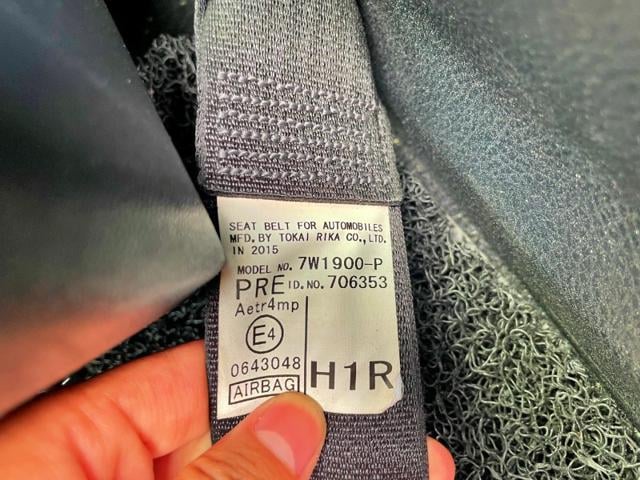 SEAT BELT FOR AUTOMOBILES
MFD. BY TOKAI RIKA CO., LTD.
IN 2015
MODEL NO. 7W1900-P
PRE I.D. NO. 706353
Aetr4mp
E4
0643048
AIRBAG
H1R